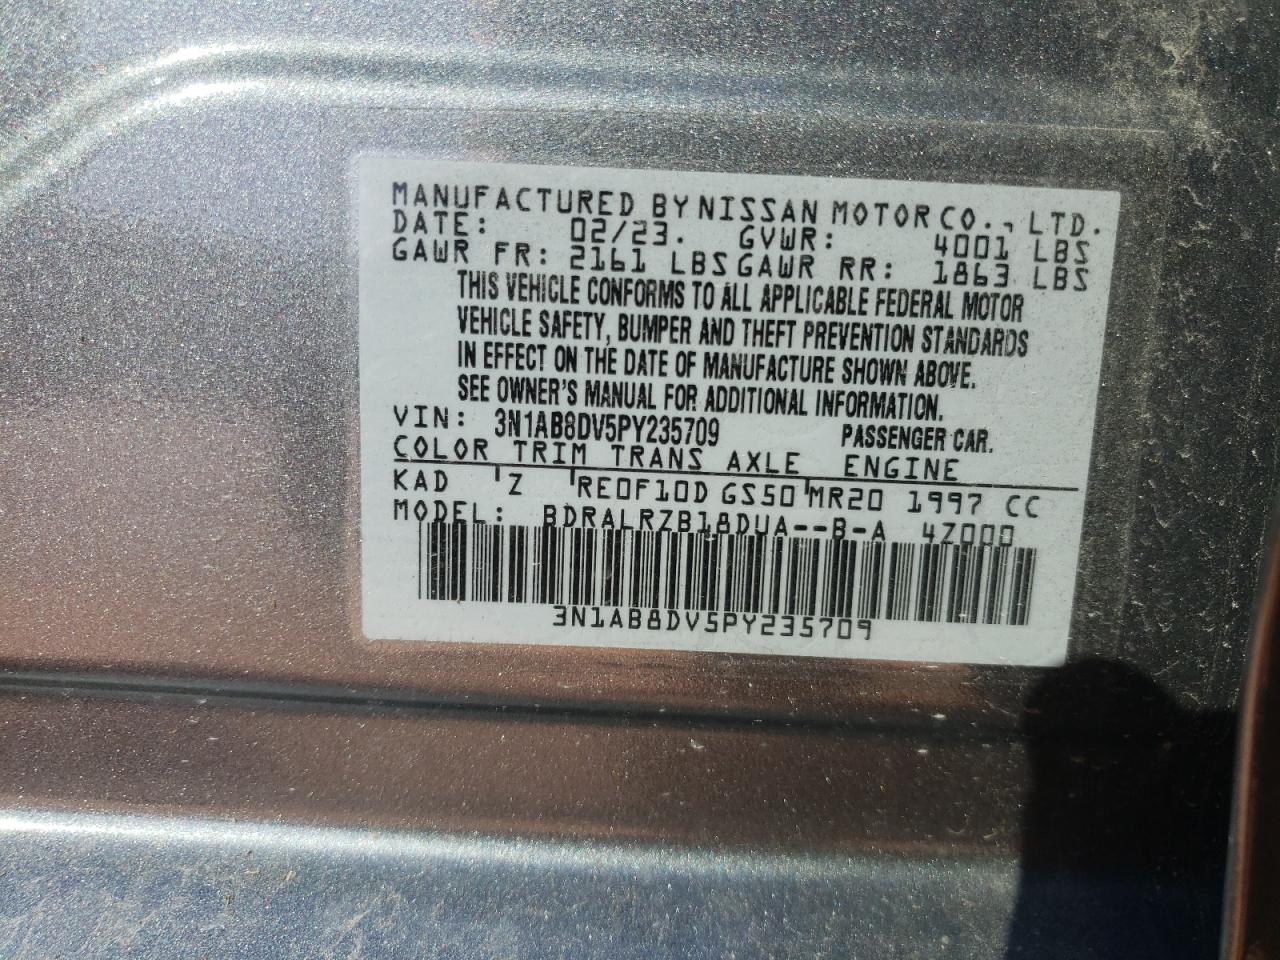 MANUFACTURED BY NISSAN MOTOR CO., LTD.
DATE: 02/23. GVWR: 4001 LBS
GAWR FR: 2161 LBS GAWR RR: 1863 LBS
THIS VEHICLE CONFORMS TO ALL APPLICABLE FEDERAL MOTOR
VEHICLE SAFETY, BUMPER AND THEFT PREVENTION STANDARDS
IN EFFECT ON THE DATE OF MANUFACTURE SHOWN ABOVE.
SEE OWNER'S MANUAL FOR ADDITIONAL INFORMATION.
VIN: 3N1AB8DV5PY235709 PASSENGER CAR.
COLOR TRIM TRANS AXLE ENGINE
KAD Z RE0F10D GS50 MR20 1997 CC
MODEL: BDRALRZB18DUA--B-A 4Z000
3N1AB8DV5PY235709